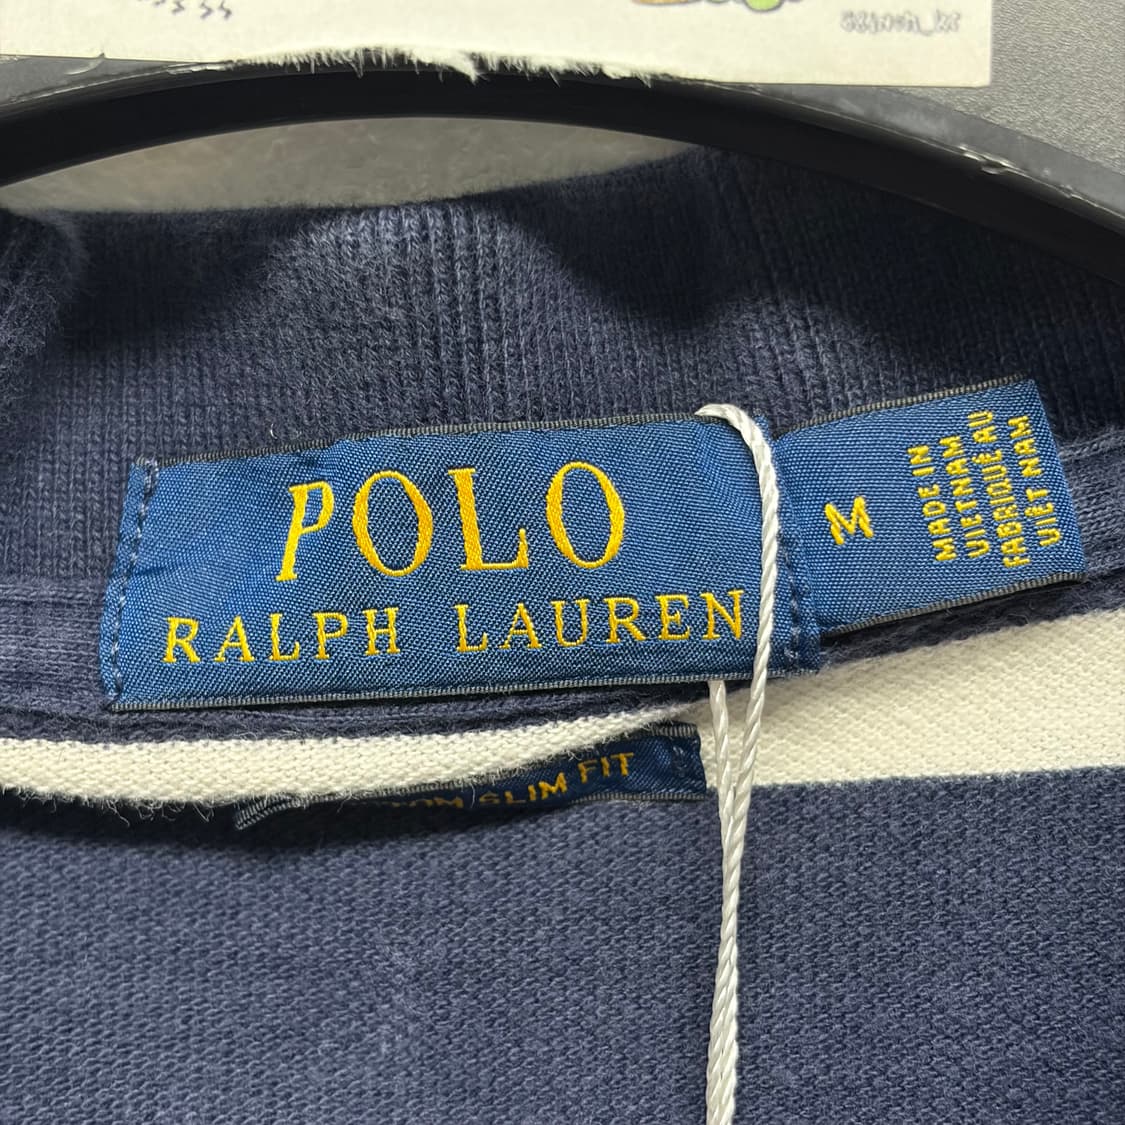 POLO
RALPH LAUREN
M
MADE IN
VIETNAM
FABRIQUÉ AU
VIÊT NAM
SLIM FIT